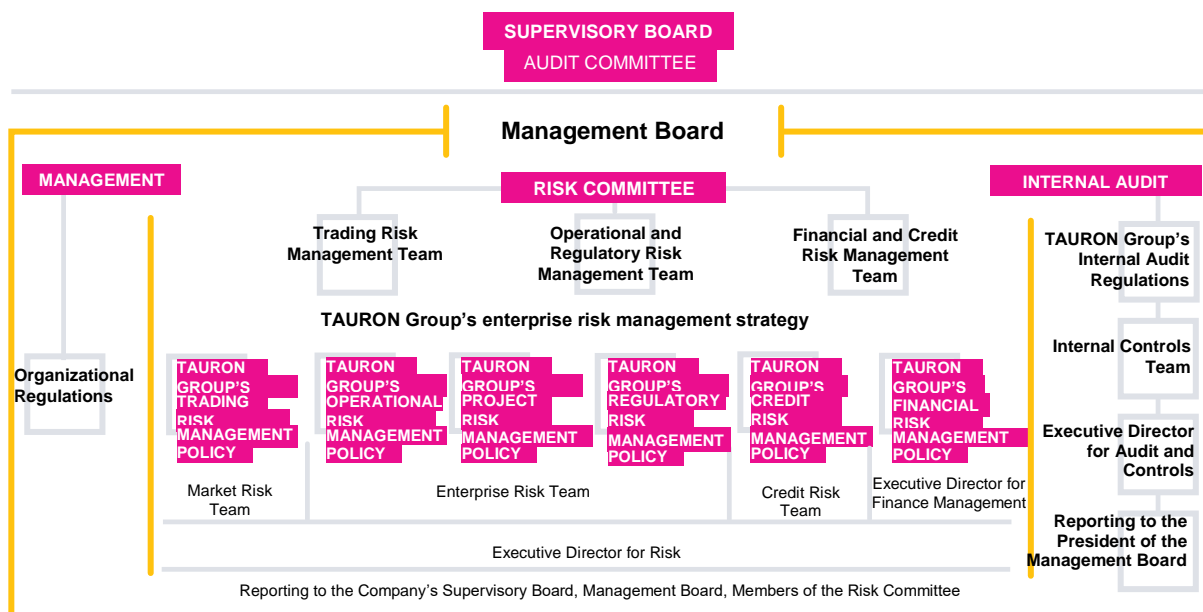 SUPERVISORY BOARD
AUDIT COMMITTEE
Management Board
MANAGEMENT
RISK COMMITTEE
INTERNAL AUDIT
Trading Risk
Management Team
Operational and
Regulatory Risk
Management Team
Financial and Credit
Risk Management
Team
TAURON Group's
Internal Audit
Regulations
TAURON Group's enterprise risk management strategy
Organizational
Regulations
TAURON
GROUP'S
TRADING
RISK
MANAGEMENT
POLICY
TAURON
GROUP'S
OPERATIONAL
RISK
MANAGEMENT
POLICY
TAURON
GROUP'S
PROJECT
RISK
MANAGEMENT
POLICY
TAURON
GROUP'S
REGULATORY
RISK
MANAGEMENT
POLICY
TAURON
GROUP'S
CREDIT
RISK
MANAGEMENT
POLICY
TAURON
GROUP'S
FINANCIAL
RISK
MANAGEMENT
POLICY
Internal Controls
Team
Executive Director
for Audit and
Controls
Market Risk
Team
Enterprise Risk Team
Credit Risk
Team
Executive Director for
Finance Management
Reporting to the
President of the
Management Board
Executive Director for Risk
Reporting to the Company's Supervisory Board, Management Board, Members of the Risk Committee